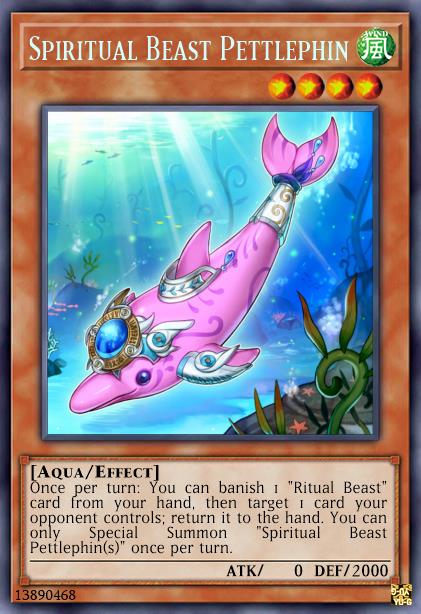 Spiritual Beast Pettlephin
WIND
風
[Aqua/Effect]
Once per turn: You can banish 1 "Ritual Beast"
card from your hand, then target 1 card your
opponent controls; return it to the hand. You can
only Special Summon "Spiritual Beast
Pettlephin(s)" once per turn.
ATK/ 0 DEF/2000
13890468